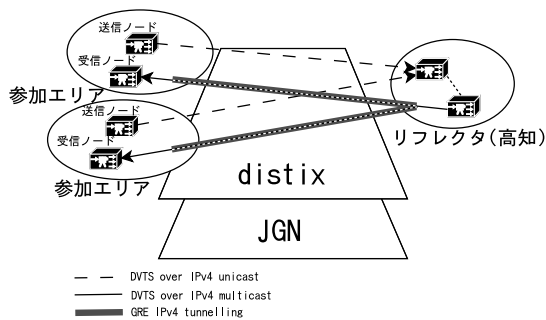 送信ノード
受信ノード
参加エリア
送信ノード
受信ノード
参加エリア
リフレクタ(高知)
distix
JGN
DVTS over IPv4 unicast
DVTS over IPv4 multicast
GRE IPv4 tunnelling